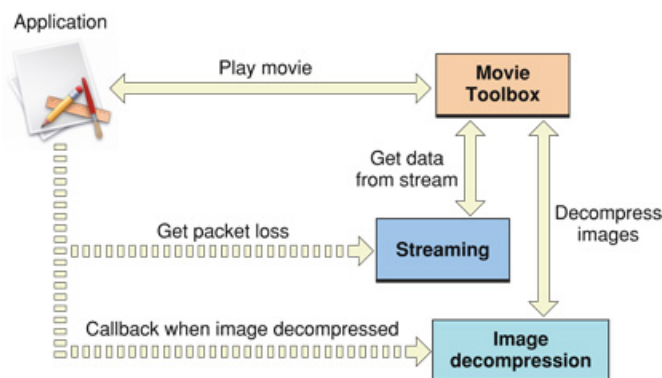 Application
Play movie
Movie
Toolbox
Get data
from stream
Decompress
images
Get packet loss
Streaming
Callback when image decompressed
Image
decompression